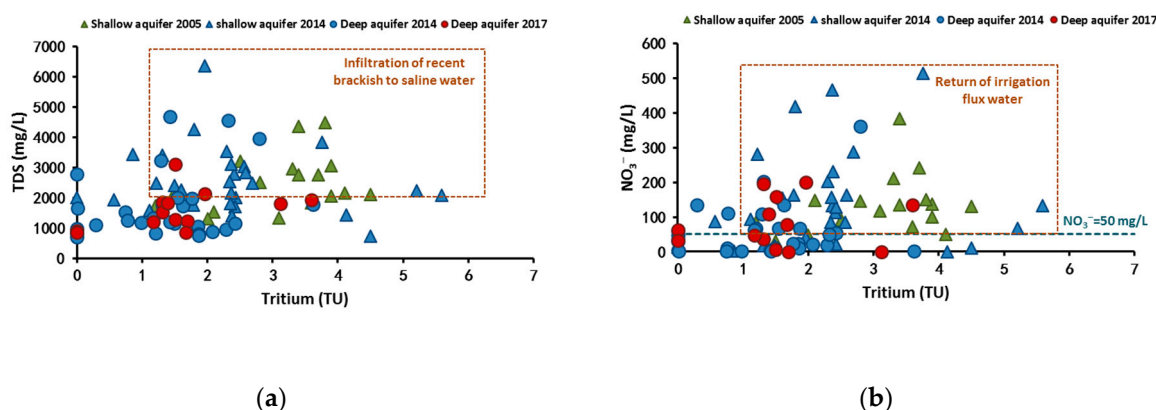 Shallow aquifer 2005 shallow aquifer 2014 Deep aquifer 2014 Deep aquifer 2017
7000
6000
5000
4000
3000
2000
1000
0
TDS (mg/L)
Infiltration of recent
brackish to saline water
0 1 2 3 4 5 6 7
Tritium (TU)
(a)
Shallow aquifer 2005 shallow aquifer 2014 Deep aquifer 2014 Deep aquifer 2017
600
500
400
300
200
100
0
NO₃⁻ (mg/L)
Return of irrigation
flux water
NO₃⁻=50 mg/L
0 1 2 3 4 5 6 7
Tritium (TU)
(b)